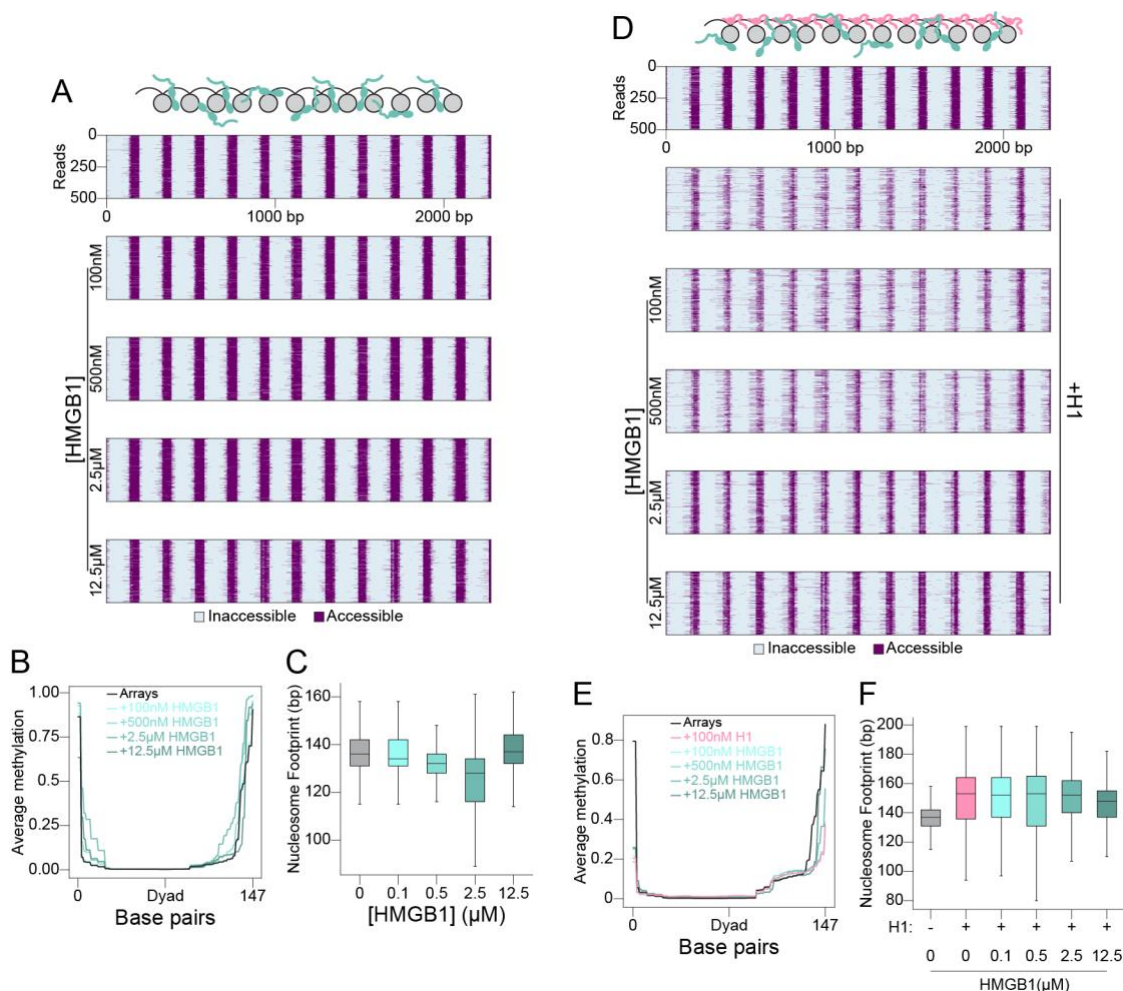 A
Reads
0
250
500
0
1000 bp
2000 bp
[HMGB1]
100nM
500nM
2.5μM
12.5μM
Inaccessible
Accessible
B
Average methylation
1.00
0.75
0.50
0.25
0.00
Arrays
+100nM HMGB1
+500nM HMGB1
+2.5μM HMGB1
+12.5μM HMGB1
0
Dyad
147
Base pairs
C
Nucleosome Footprint (bp)
160
140
120
100
0
0.1
0.5
2.5
12.5
[HMGB1] (μM)
D
Reads
0
250
500
0
1000 bp
2000 bp
[HMGB1]
100nM
500nM
2.5μM
12.5μM
+H1
Inaccessible
Accessible
E
Average methylation
0.8
0.6
0.4
0.2
0
Arrays
+100nM H1
+100nM HMGB1
+500nM HMGB1
+2.5μM HMGB1
+12.5μM HMGB1
0
Dyad
147
Base pairs
F
Nucleosome Footprint (bp)
200
180
160
140
120
100
80
H1: - + + + + +
0 0 0.1 0.5 2.5 12.5
HMGB1(μM)